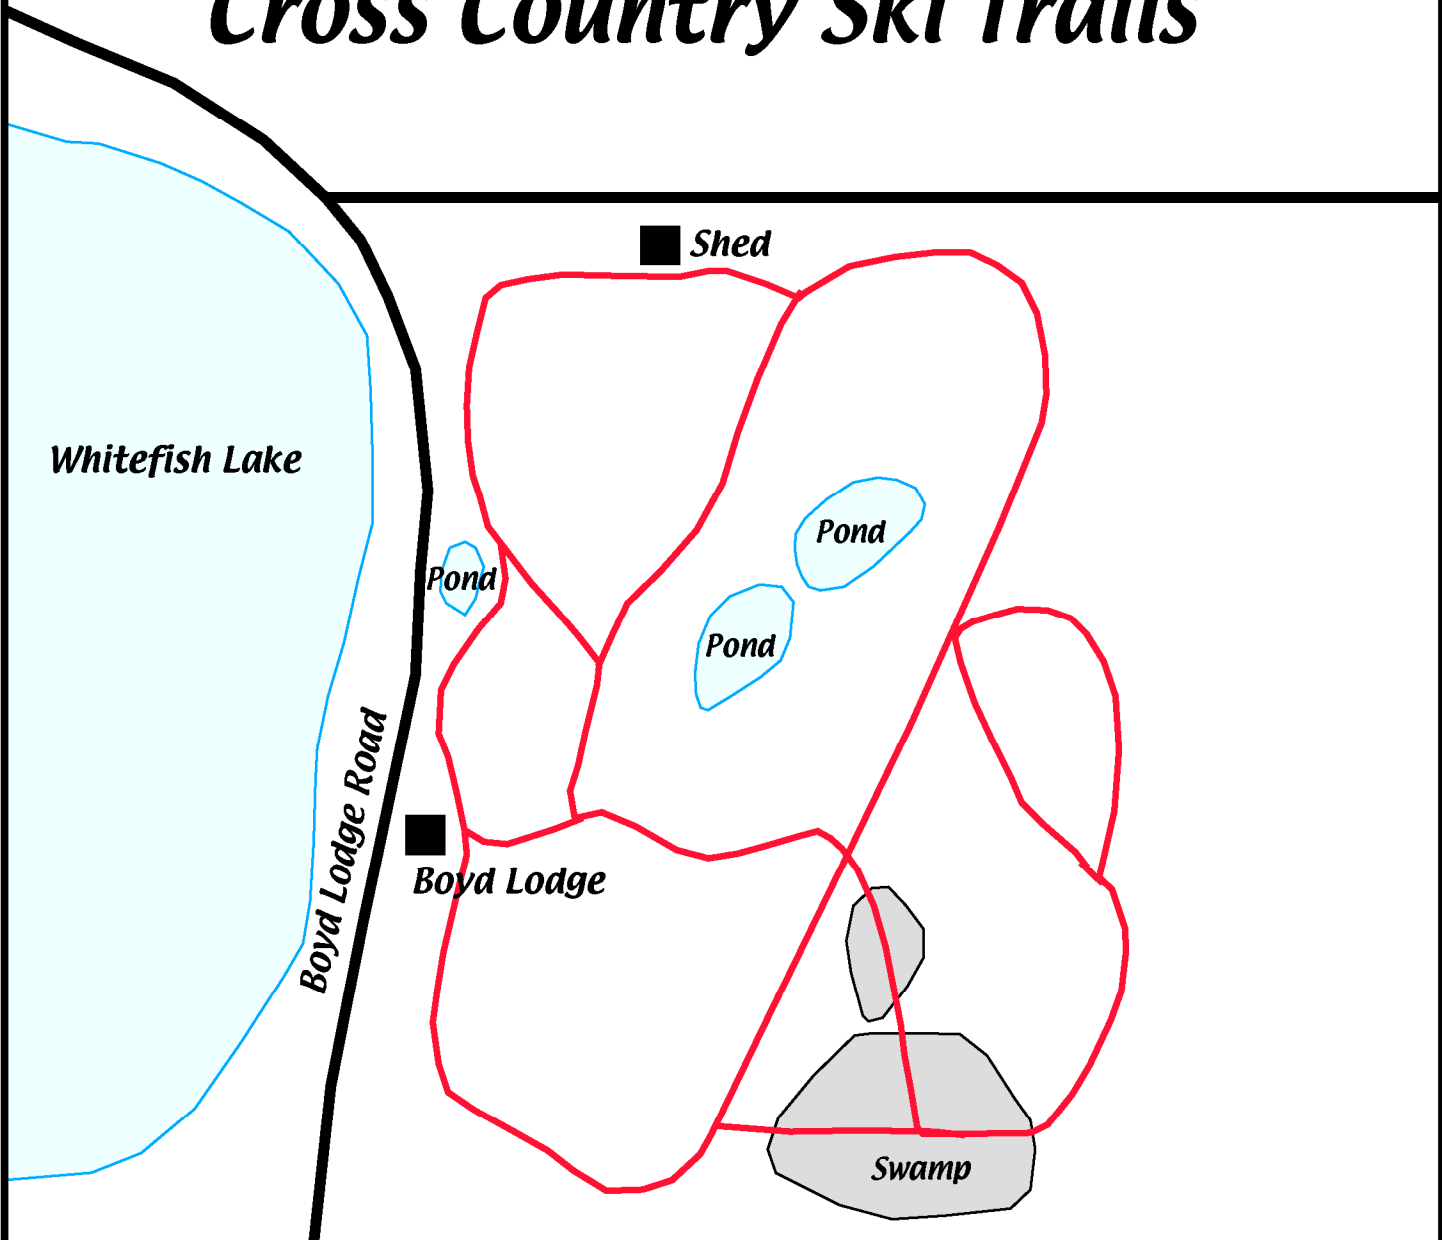 Cross Country Ski Trails
Shed
Whitefish Lake
Pond
Pond
Pond
Boyd Lodge Road
Boyd Lodge
Swamp